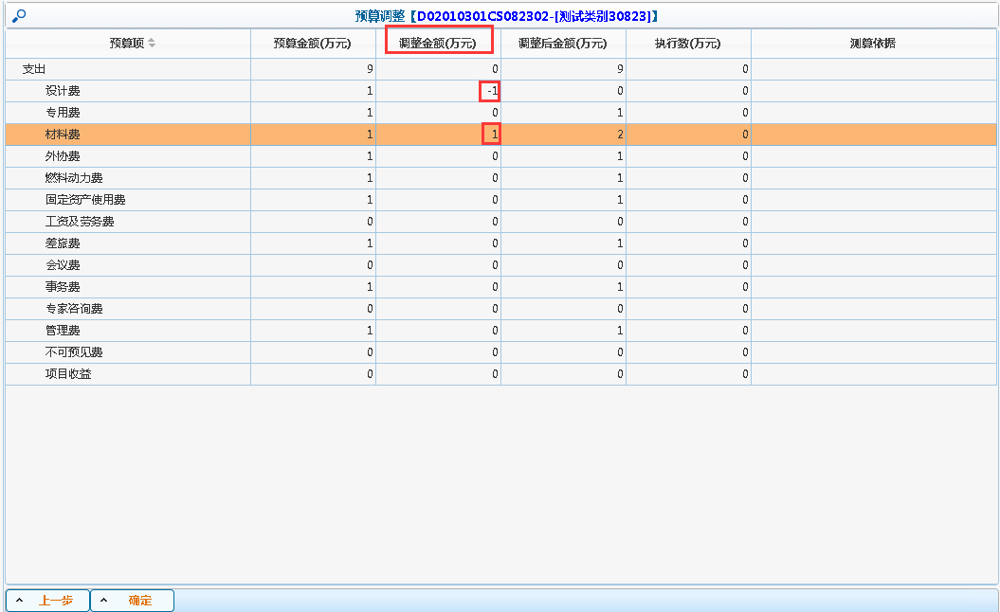 预算调整【D02010301CS082302-[测试类别30823]】
预算项 预算金额(万元) 调整金额(万元) 调整后金额(万元) 执行数(万元) 测算依据
支出 9 0 9 0
设计费 1 -1 0 0
专用费 1 0 1 0
材料费 1 1 2 0
外协费 1 0 1 0
燃料动力费 1 0 1 0
固定资产使用费 1 0 1 0
工资及劳务费 0 0 0 0
差旅费 1 0 1 0
会议费 0 0 0 0
事务费 1 0 1 0
专家咨询费 0 0 0 0
管理费 1 0 1 0
不可预见费 0 0 0 0
项目收益 0 0 0 0
上一步 确定